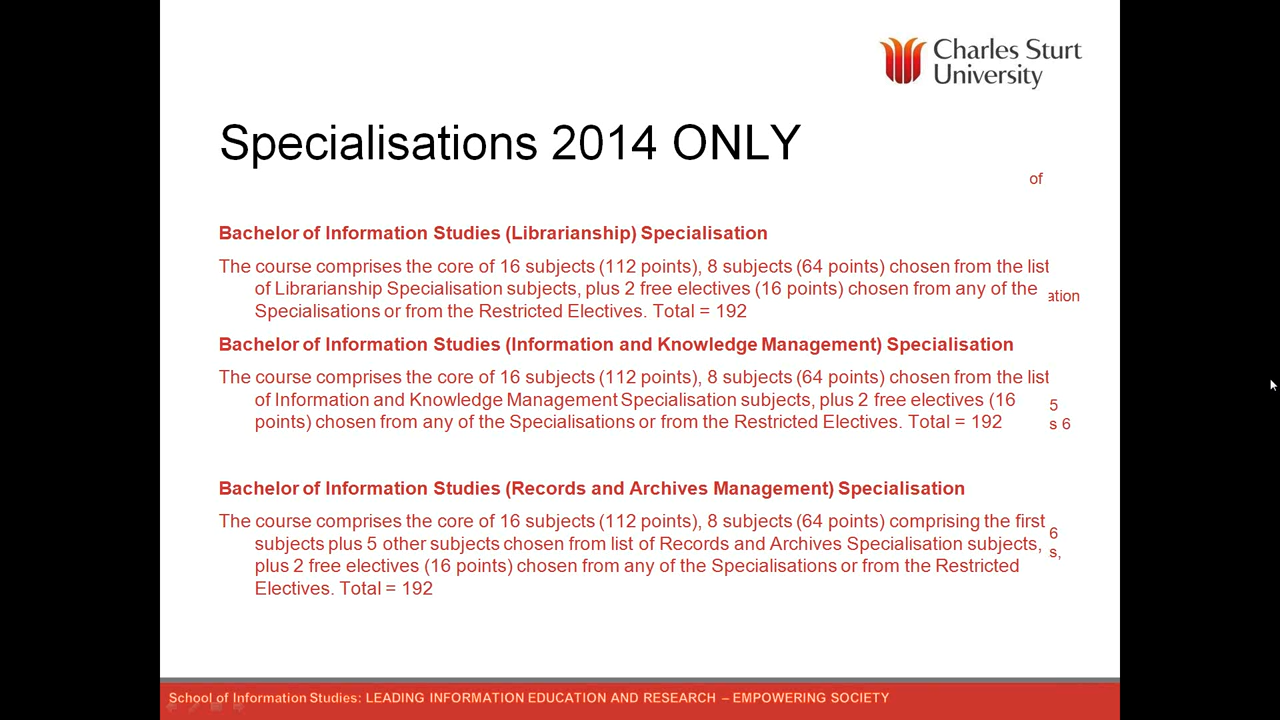 Charles Sturt
University
Specialisations 2014 ONLY
of
Bachelor of Information Studies (Librarianship) Specialisation
The course comprises the core of 16 subjects (112 points), 8 subjects (64 points) chosen from the list
of Librarianship Specialisation subjects, plus 2 free electives (16 points) chosen from any of the
ation
Specialisations or from the Restricted Electives. Total = 192
Bachelor of Information Studies (Information and Knowledge Management) Specialisation
The course comprises the core of 16 subjects (112 points), 8 subjects (64 points) chosen from the list
of Information and Knowledge Management Specialisation subjects, plus 2 free electives (16
5
points) chosen from any of the Specialisations or from the Restricted Electives. Total = 192
s 6
Bachelor of Information Studies (Records and Archives Management) Specialisation
The course comprises the core of 16 subjects (112 points), 8 subjects (64 points) comprising the first
6
subjects plus 5 other subjects chosen from list of Records and Archives Specialisation subjects,
s,
plus 2 free electives (16 points) chosen from any of the Specialisations or from the Restricted
Electives. Total = 192
School of Information Studies: LEADING INFORMATION EDUCATION AND RESEARCH – EMPOWERING SOCIETY